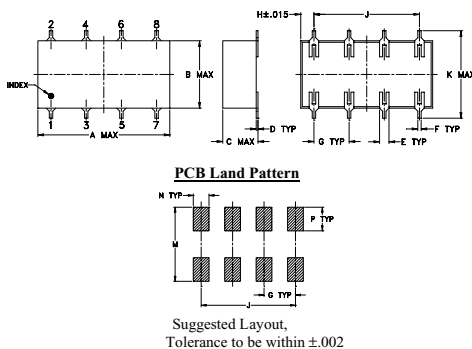 H±.015
J
2 4 6 8
B MAX
K MAX
INDEX
1 3 5 7
A MAX
C MAX
D TYP
G TYP
E TYP
F TYP
PCB Land Pattern
N TYP
P TYP
M
G TYP
J
Suggested Layout,
Tolerance to be within ±.002